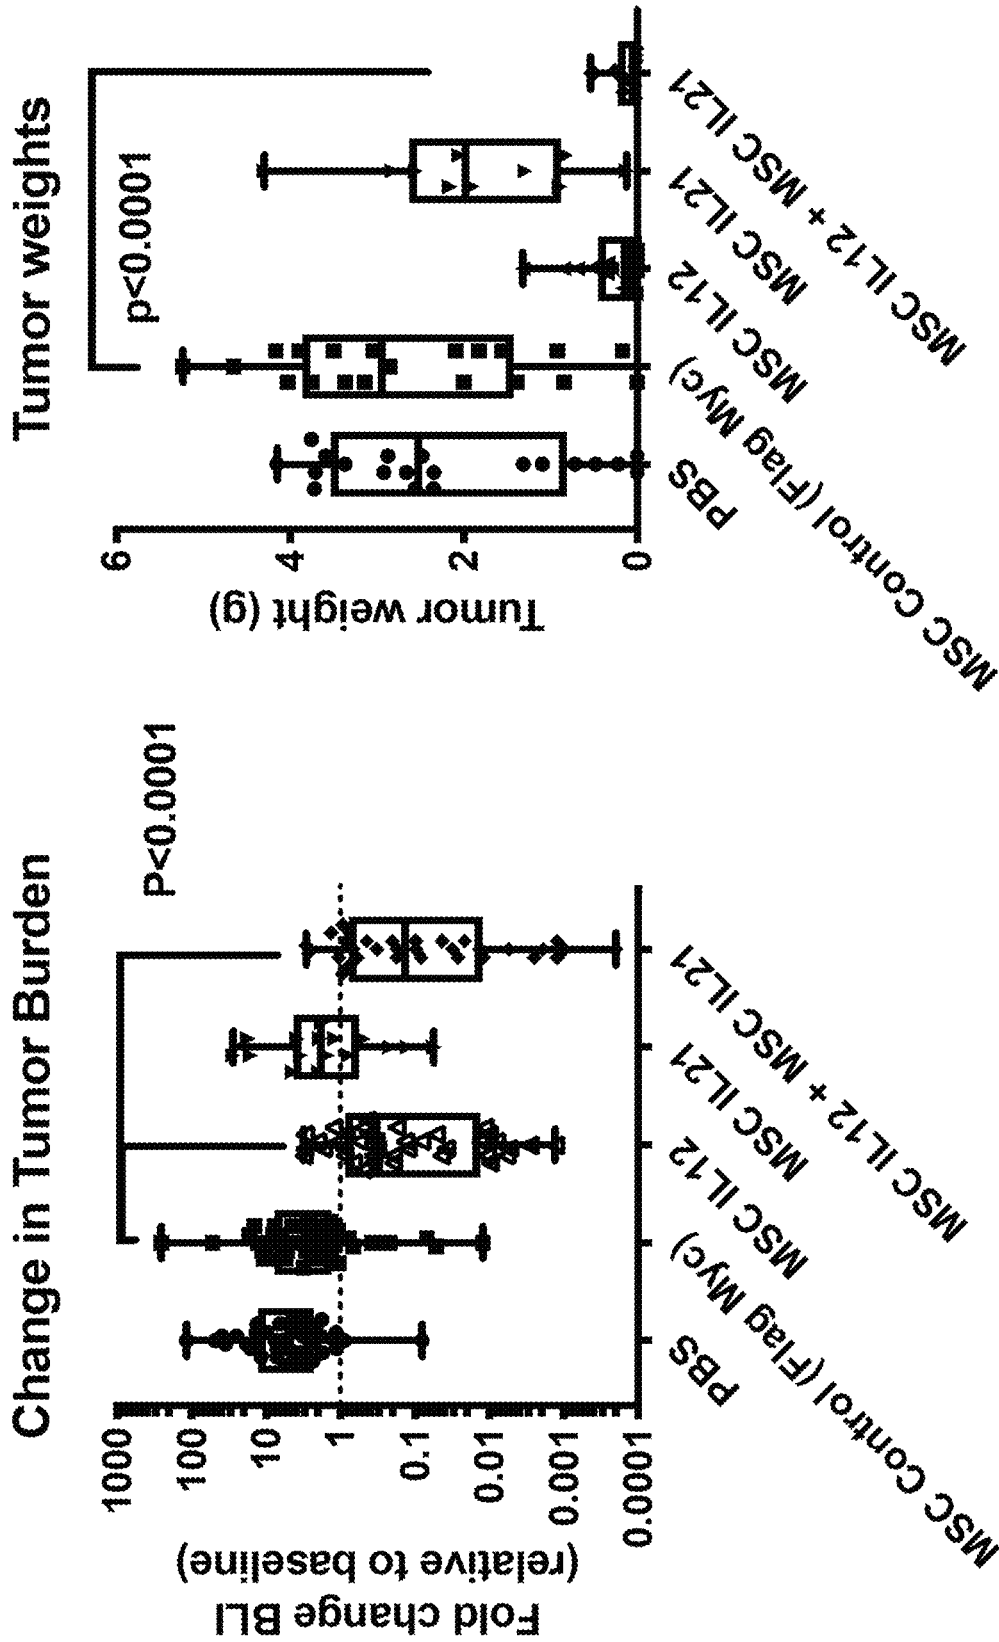 Change in Tumor Burden
P<0.0001
Fold change BLI
(relative to baseline)
1000
100
10
1
0.1
0.01
0.001
0.0001
PBS
MSC Control (Flag Myc)
MSC IL12
MSC IL21
MSC IL12 + MSC IL21
Tumor weights
p<0.0001
Tumor weight (g)
6
4
2
0
PBS
MSC Control (Flag Myc)
MSC IL12
MSC IL21
MSC IL12 + MSC IL21